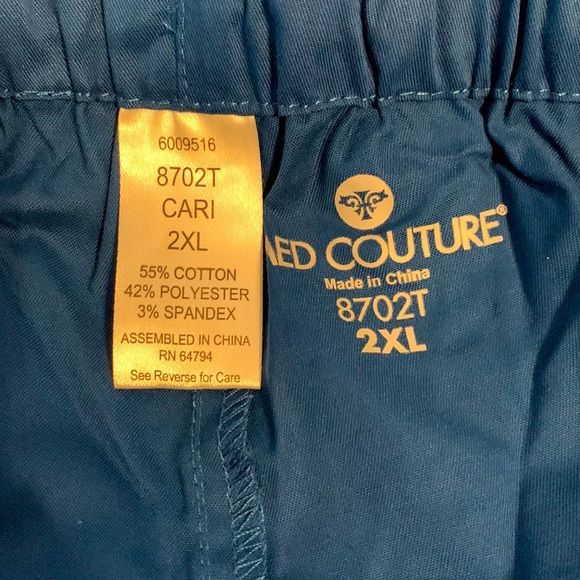 6009516
8702T
CARI
2XL
55% COTTON
42% POLYESTER
3% SPANDEX
ASSEMBLED IN CHINA
RN 64794
See Reverse for Care
MED COUTURE®
Made in China
8702T
2XL